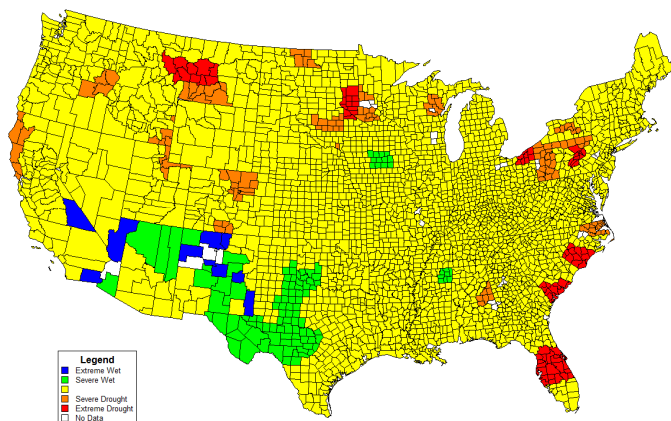 Legend
Extreme Wet
Severe Wet
Severe Drought
Extreme Drought
No Data